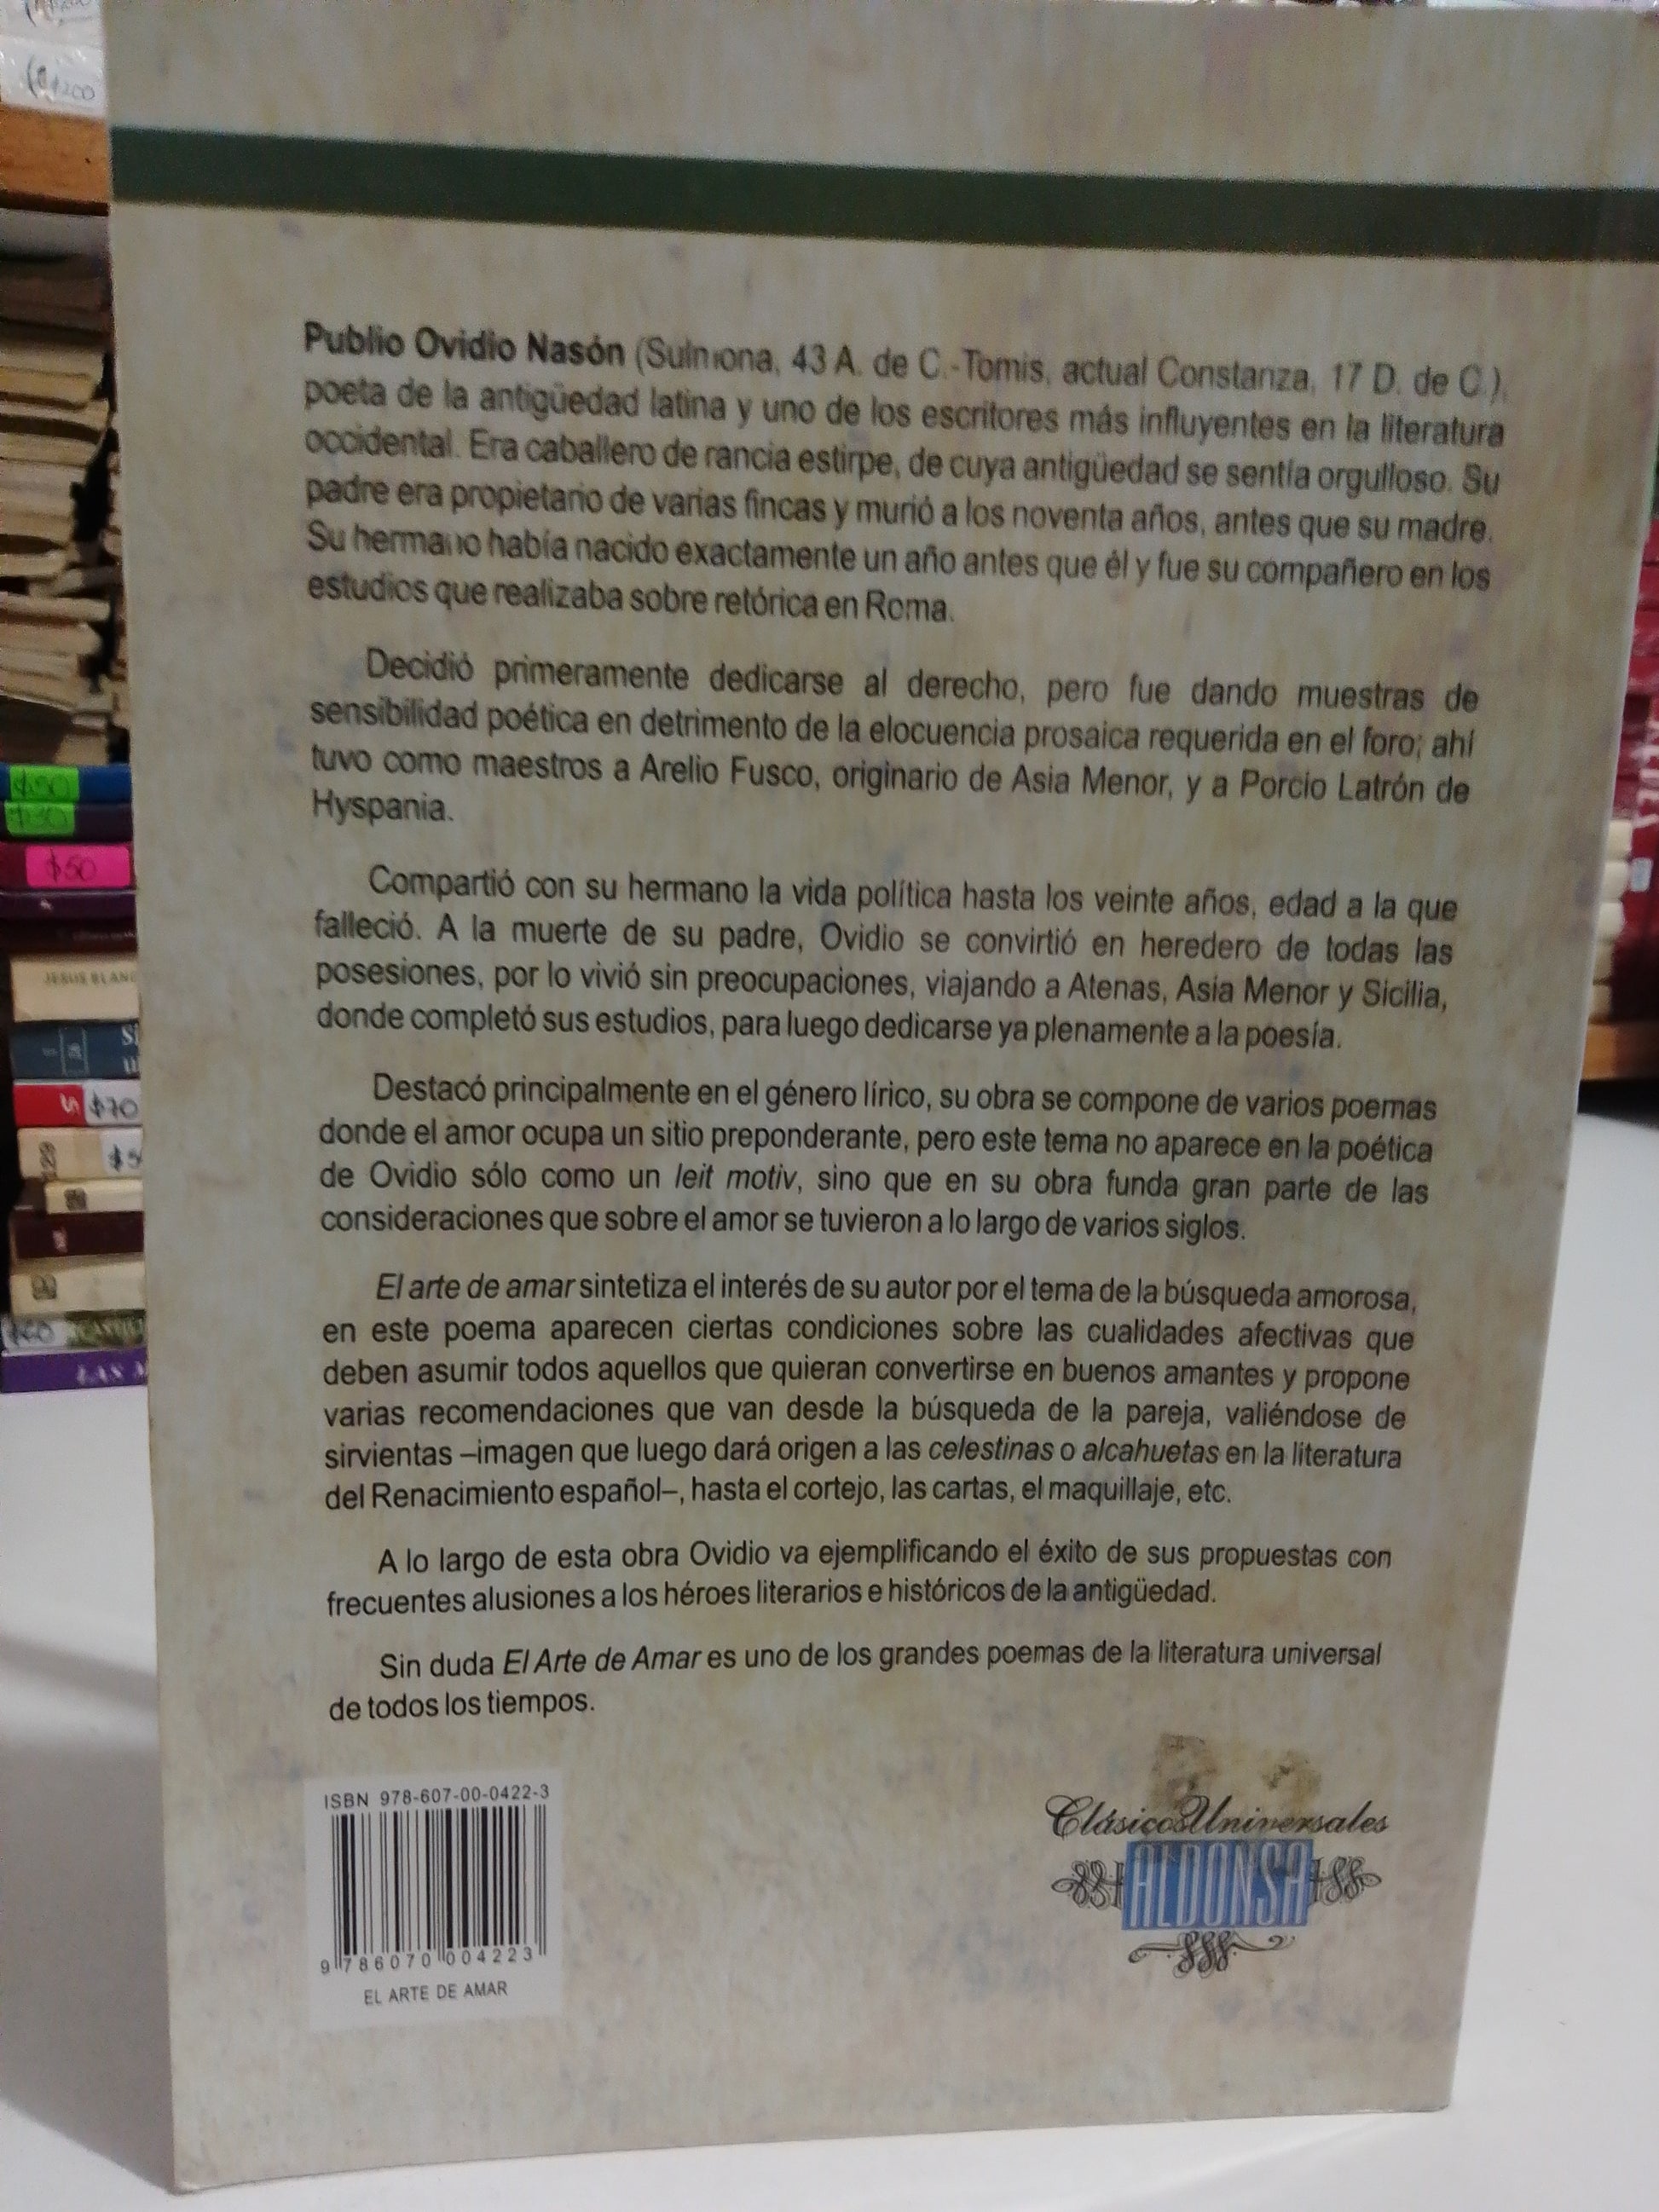 Publio Ovidio Nasón (Sulmona, 43 A. de C.-Tomis, actual Constanza, 17 D. de C.),
poeta de la antigüedad latina y uno de los escritores más influyentes en la literatura
occidental. Era caballero de rancia estirpe, de cuya antigüedad se sentía orgulloso. Su
padre era propietario de varias fincas y murió a los noventa años, antes que su madre.
Su hermano había nacido exactamente un año antes que él y fue su compañero en los
estudios que realizaba sobre retórica en Roma.
Decidió primeramente dedicarse al derecho, pero fue dando muestras de
sensibilidad poética en detrimento de la elocuencia prosaica requerida en el foro; ahí
tuvo como maestros a Arelio Fusco, originario de Asia Menor, y a Porcio Latrón de
Hyspania.
Compartió con su hermano la vida política hasta los veinte años, edad a la que
falleció. A la muerte de su padre, Ovidio se convirtió en heredero de todas las
posesiones, por lo vivió sin preocupaciones, viajando a Atenas, Asia Menor y Sicilia,
donde completó sus estudios, para luego dedicarse ya plenamente a la poesía.
Destacó principalmente en el género lírico, su obra se compone de varios poemas
donde el amor ocupa un sitio preponderante, pero este tema no aparece en la poética
de Ovidio sólo como un leit motiv, sino que en su obra funda gran parte de las
consideraciones que sobre el amor se tuvieron a lo largo de varios siglos.
El arte de amar sintetiza el interés de su autor por el tema de la búsqueda amorosa,
en este poema aparecen ciertas condiciones sobre las cualidades afectivas que
deben asumir todos aquellos que quieran convertirse en buenos amantes y propone
varias recomendaciones que van desde la búsqueda de la pareja, valiéndose de
sirvientas –imagen que luego dará origen a las celestinas o alcahuetas en la literatura
del Renacimiento español–, hasta el cortejo, las cartas, el maquillaje, etc.
A lo largo de esta obra Ovidio va ejemplificando el éxito de sus propuestas con
frecuentes alusiones a los héroes literarios e históricos de la antigüedad.
Sin duda El Arte de Amar es uno de los grandes poemas de la literatura universal
de todos los tiempos.
ISBN 978-607-00-0422-3
9 786070 004223
EL ARTE DE AMAR
Clásicos Universales
ALDONSA
$200
$50
$30
$50
JESUS BLANC
$70
LAS